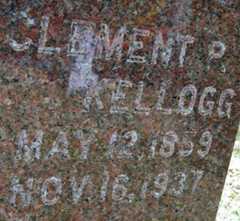 CLEMENT P.
KELLOGG
MAY 12, 1859
NOV 16, 1937